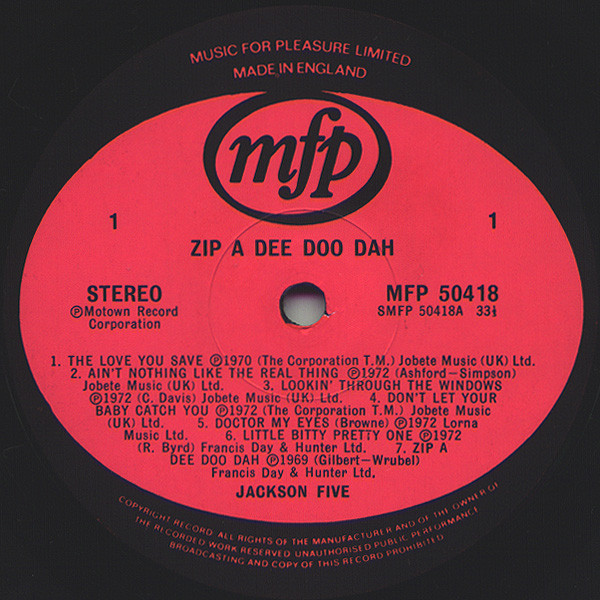 MUSIC FOR PLEASURE LIMITED
MADE IN ENGLAND
mfp
1
1
ZIP A DEE DOO DAH
STEREO
℗Motown Record
Corporation
MFP 50418
SMFP 50418A 33⅓
1. THE LOVE YOU SAVE ℗1970 (The Corporation T.M.) Jobete Music (UK) Ltd.
2. AIN'T NOTHING LIKE THE REAL THING ℗1972 (Ashford-Simpson)
Jobete Music (UK) Ltd. 3. LOOKIN' THROUGH THE WINDOWS
℗1972 (C. Davis) Jobete Music (UK) Ltd. 4. DON'T LET YOUR
BABY CATCH YOU ℗1972 (The Corporation T.M.) Jobete Music
(UK) Ltd. 5. DOCTOR MY EYES (Browne) ℗1972 Lorna
Music Ltd. 6. LITTLE BITTY PRETTY ONE ℗1972
(R. Byrd) Francis Day & Hunter Ltd. 7. ZIP A
DEE DOO DAH ℗1969 (Gilbert-Wrubel)
Francis Day & Hunter Ltd.
JACKSON FIVE
COPYRIGHT RECORD. ALL RIGHTS OF THE MANUFACTURER AND OF THE OWNER OF
THE RECORDED WORK RESERVED UNAUTHORISED PUBLIC PERFORMANCE
BROADCASTING AND COPY OF THIS RECORD PROHIBITED